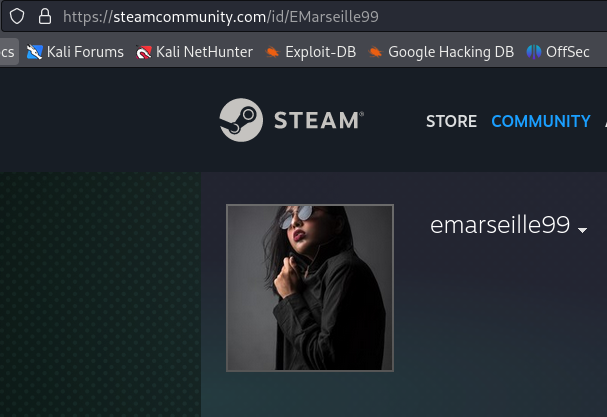 https://steamcommunity.com/id/EMarseille99
cs Kali Forums Kali NetHunter Exploit-DB Google Hacking DB OffSec
STEAM® STORE COMMUNITY
emarseille99